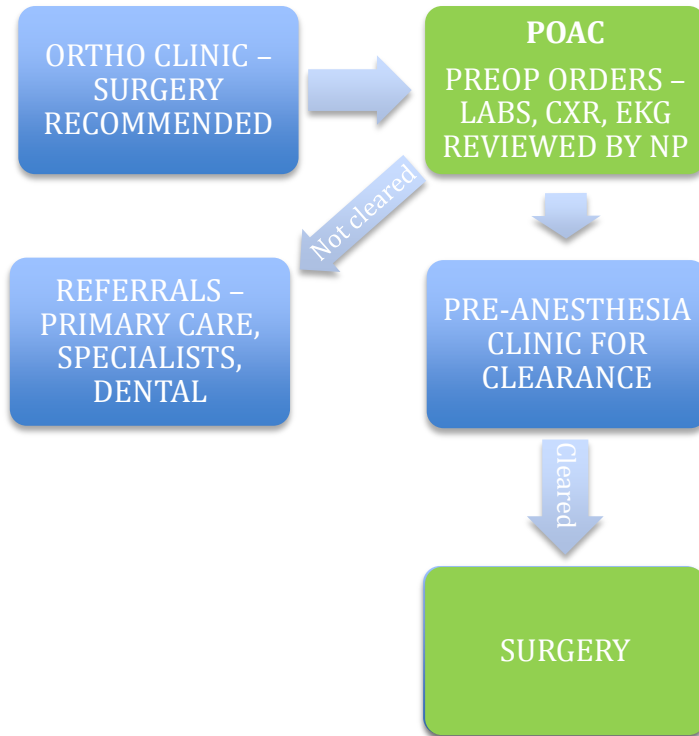 ORTHO CLINIC –
SURGERY
RECOMMENDED
POAC
PREOP ORDERS –
LABS, CXR, EKG
REVIEWED BY NP
Not cleared
REFERRALS –
PRIMARY CARE,
SPECIALISTS,
DENTAL
PRE-ANESTHESIA
CLINIC FOR
CLEARANCE
Cleared
SURGERY